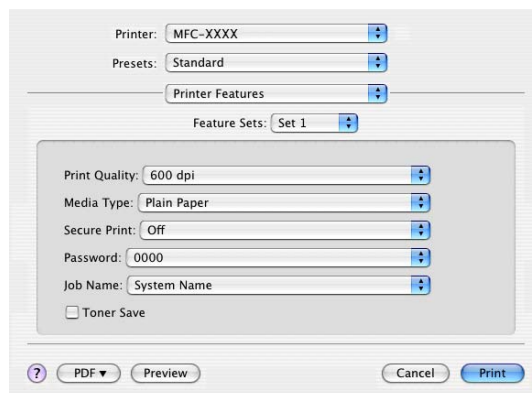 Printer: MFC-XXXX
Presets: Standard
Printer Features
Feature Sets: Set 1
Print Quality: 600 dpi
Media Type: Plain Paper
Secure Print: Off
Password: 0000
Job Name: System Name
Toner Save
? PDF ▼ Preview Cancel Print